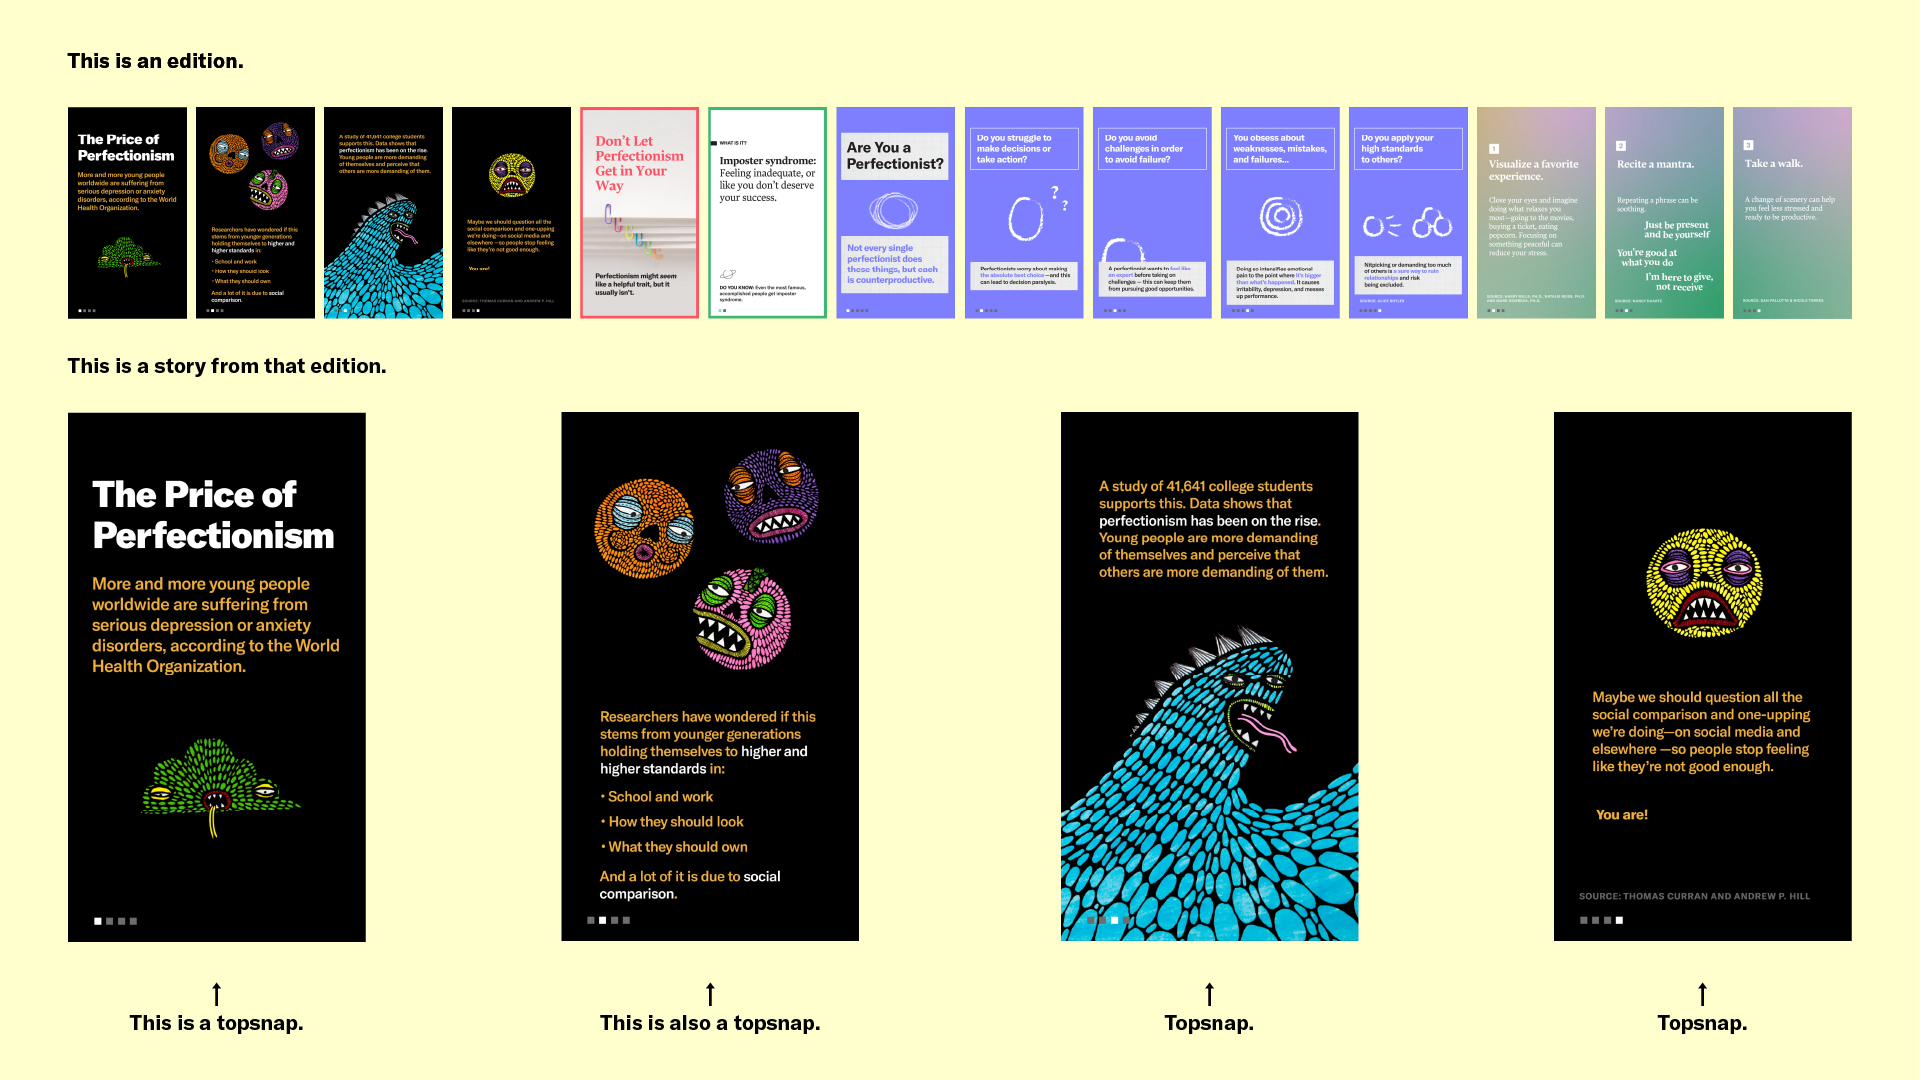 This is an edition.
The Price of
Perfectionism
More and more young people
worldwide are suffering from
serious depression or anxiety
disorders, according to the World
Health Organization.
Researchers have wondered if this
stems from younger generations
holding themselves to higher and
higher standards in:
• School and work
• How they should look
• What they should own
And a lot of it is due to social
comparison.
A study of 41,641 college students
supports this. Data shows that
perfectionism has been on the rise.
Young people are more demanding
of themselves and perceive that
others are more demanding of them.
Maybe we should question all the
social comparison and one-upping
we're doing—on social media and
elsewhere —so people stop feeling
like they're not good enough.
You are!
SOURCE: THOMAS CURRAN AND ANDREW P. HILL
Don't Let
Perfectionism
Get in Your
Way
Perfectionism might seem
like a helpful trait, but it
usually isn't.
WHAT IS IT?
Imposter syndrome:
Feeling inadequate, or
like you don't deserve
your success.
DO YOU KNOW: Even the most famous,
accomplished people get imposter
syndrome.
Are You a
Perfectionist?
Not every single
perfectionist does
these things, but each
is counterproductive.
Do you struggle to
make decisions or
take action?
? ?
Perfectionists worry about making
the absolute best choice—and this
can lead to decision paralysis.
Do you avoid
challenges in order
to avoid failure?
A perfectionist wants to feel like
an expert before taking on
challenges — this can keep them
from pursuing good opportunities.
You obsess about
weaknesses, mistakes,
and failures...
Doing so intensifies emotional
pain to the point where it's bigger
than what's happened. It causes
irritability, depression, and messes
up performance.
Do you apply your
high standards
to others?
Nitpicking or demanding too much
of others is a sure way to ruin
relationships and risk
being excluded.
SOURCE: ALICE BOYLER
1
Visualize a favorite
experience.
Close your eyes and imagine
doing what relaxes you
most—going to the movies,
buying a ticket, eating
popcorn. Focusing on
something peaceful can
reduce your stress.
2
Recite a mantra.
Repeating a phrase can be
soothing.
Just be present
and be yourself
You're good at
what you do
I'm here to give,
not receive
SOURCE: NANCY DUARTE
3
Take a walk.
A change of scenery can help
you feel less stressed and
ready to be productive.
SOURCE: DAN PALLOTTA & NICOLE TORRES
This is a story from that edition.
The Price of
Perfectionism
More and more young people
worldwide are suffering from
serious depression or anxiety
disorders, according to the World
Health Organization.
Researchers have wondered if this
stems from younger generations
holding themselves to higher and
higher standards in:
• School and work
• How they should look
• What they should own
And a lot of it is due to social
comparison.
A study of 41,641 college students
supports this. Data shows that
perfectionism has been on the rise.
Young people are more demanding
of themselves and perceive that
others are more demanding of them.
Maybe we should question all the
social comparison and one-upping
we're doing—on social media and
elsewhere —so people stop feeling
like they're not good enough.
You are!
SOURCE: THOMAS CURRAN AND ANDREW P. HILL
This is a topsnap.
This is also a topsnap.
Topsnap.
Topsnap.